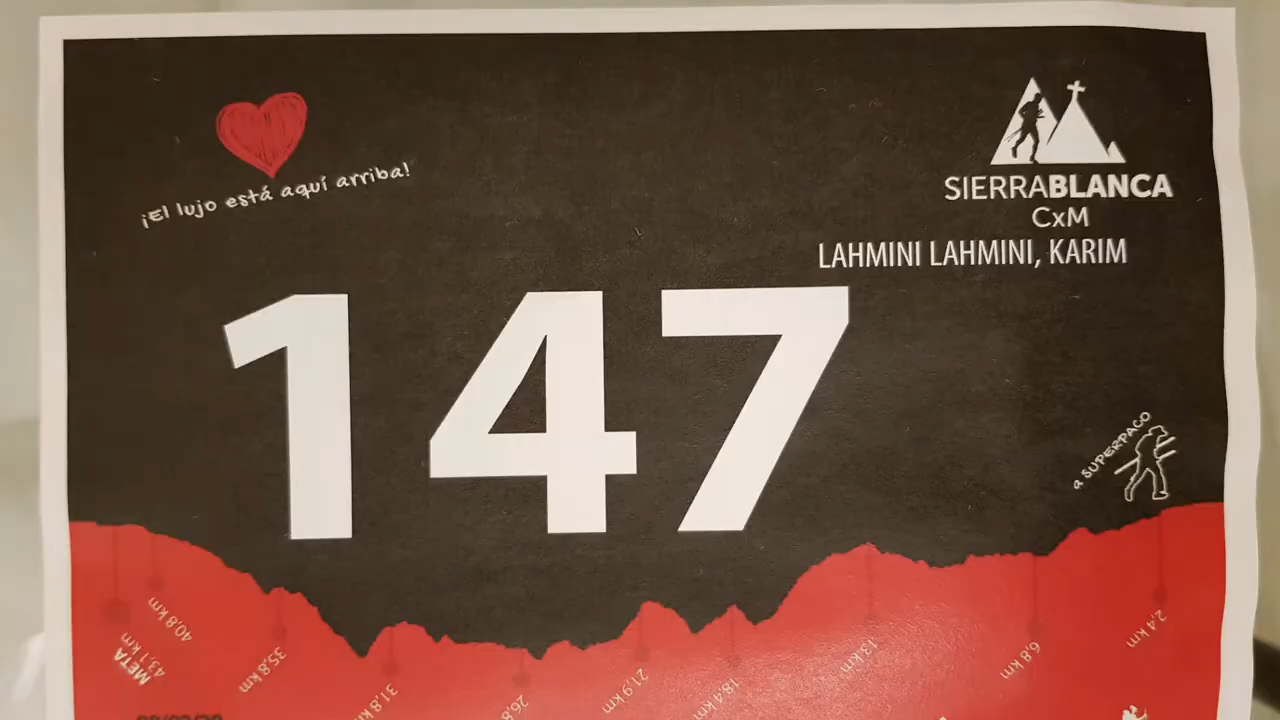 ¡El lujo está aquí arriba!
SIERRABLANCA
CxM
LAHMINI LAHMINI, KARIM
147
a SUPERPACO
META
43,1 km
40,8 km
35,8 km
31,8 km
21,9 km
18,4 km
13 km
6,8 km
2,4 km